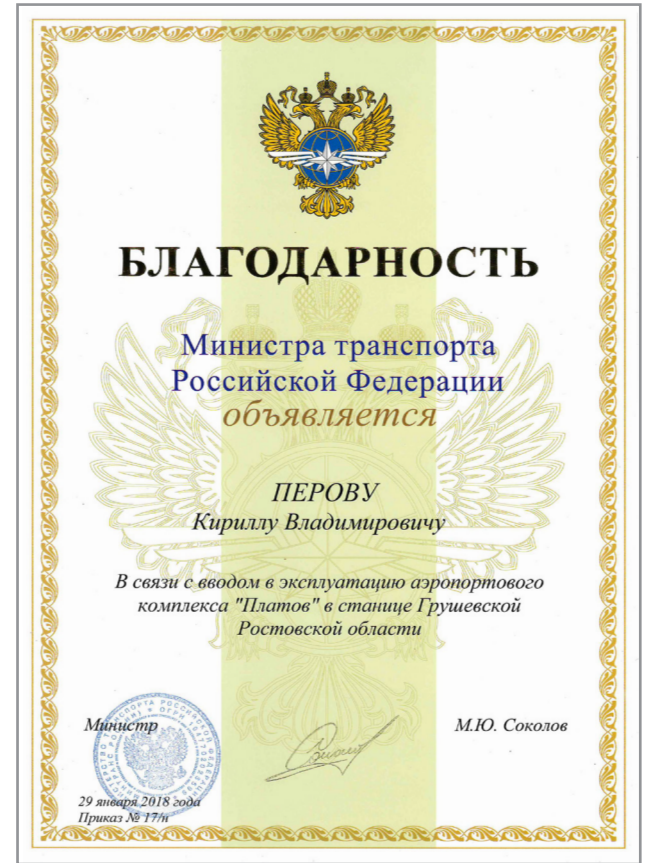 БЛАГОДАРНОСТЬ
Министра транспорта
Российской Федерации
объявляется
ПЕРОВУ
Кириллу Владимировичу
В связи с вводом в эксплуатацию аэропортового
комплекса "Платов" в станице Грушевской
Ростовской области
Министр
М.Ю. Соколов
29 января 2018 года
Приказ № 17/н